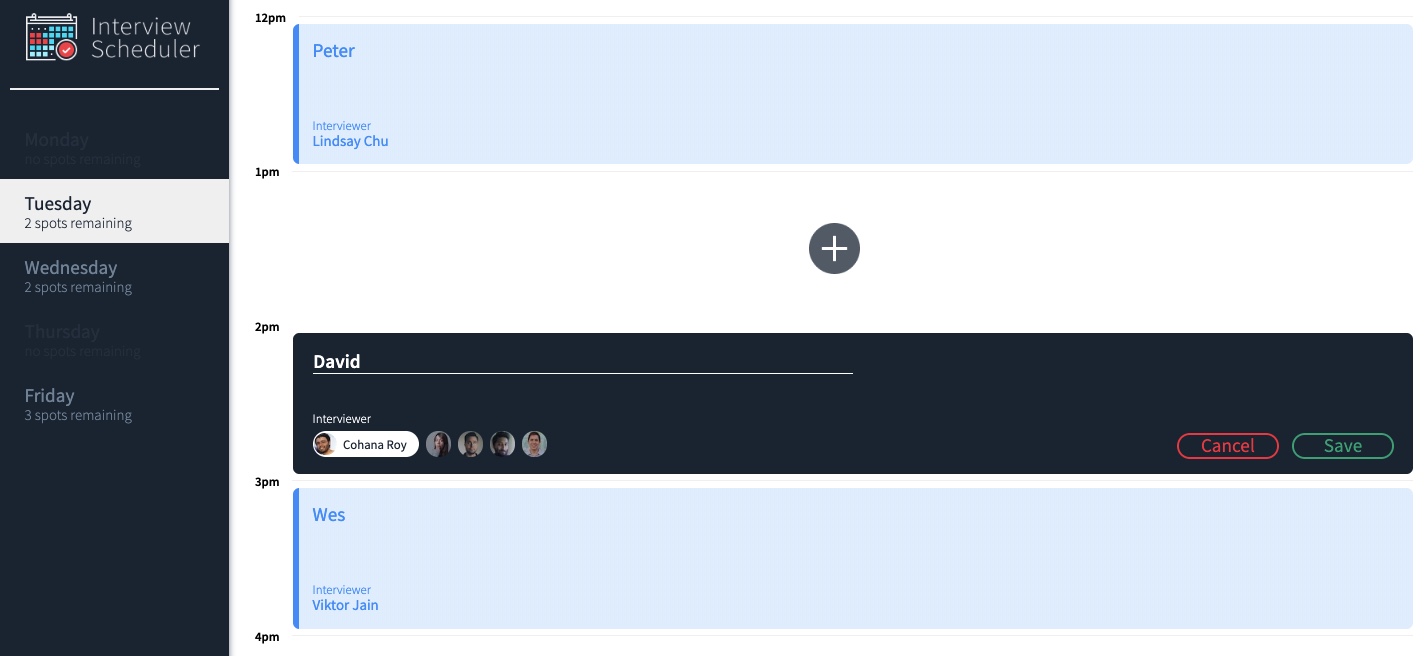 Interview
Scheduler
Monday
no spots remaining
Tuesday
2 spots remaining
Wednesday
2 spots remaining
Thursday
no spots remaining
Friday
3 spots remaining
12pm
Peter
Interviewer
Lindsay Chu
1pm
2pm
David
Interviewer
Cohana Roy
Cancel
Save
3pm
Wes
Interviewer
Viktor Jain
4pm